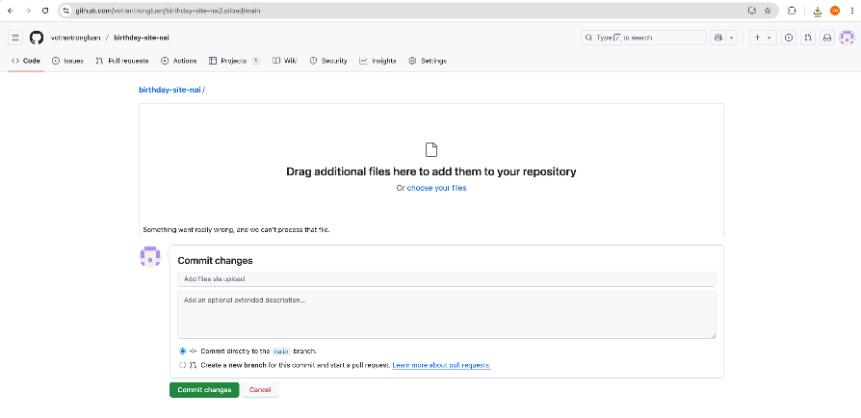 github.com/votrantrongluan/birthday-site-nai/upload/main
votrantrongluan / birthday-site-nai
Type / to search
Code Issues Pull requests Actions Projects 1 Wiki Security Insights Settings
birthday-site-nai /
Drag additional files here to add them to your repository
Or choose your files
Something went really wrong, and we can't process that file.
Commit changes
Add files via upload
Add an optional extended description...
Commit directly to the main branch.
Create a new branch for this commit and start a pull request. Learn more about pull requests.
Commit changes Cancel